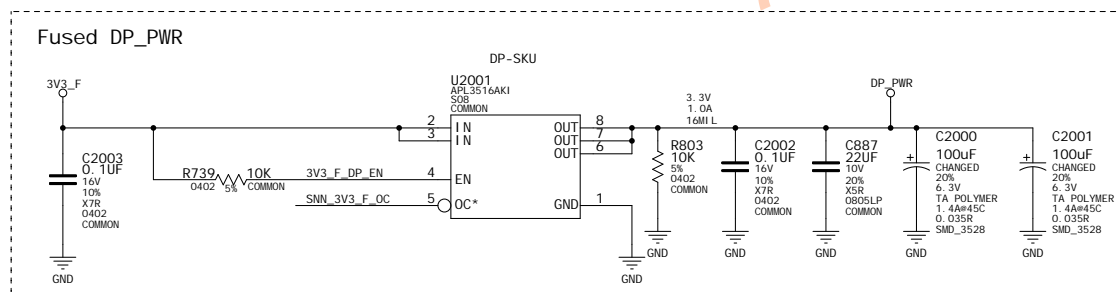 Fused DP_PWR
DP-SKU
3V3_F
U2001
APL3516AKI
SO8
COMMON
2 IN
3 IN
4 EN
5 OC*
OUT 8
OUT 7
OUT 6
GND 1
C2003
0.1UF
16V
10%
X7R
0402
COMMON
GND
R739 10K
0402 5% COMMON
3V3_F_DP_EN
SNN_3V3_F_OC
GND
3.3V
1.0A
16MIL
R803
10K
5%
0402
COMMON
GND
C2002
0.1UF
16V
10%
X7R
0402
COMMON
GND
DP_PWR
C887
22UF
10V
20%
X5R
0805LP
COMMON
GND
C2000
100uF
CHANGED
20%
6.3V
TA POLYMER
1.4A@45C
0.035R
SMD_3528
GND
C2001
100uF
CHANGED
20%
6.3V
TA POLYMER
1.4A@45C
0.035R
SMD_3528
GND